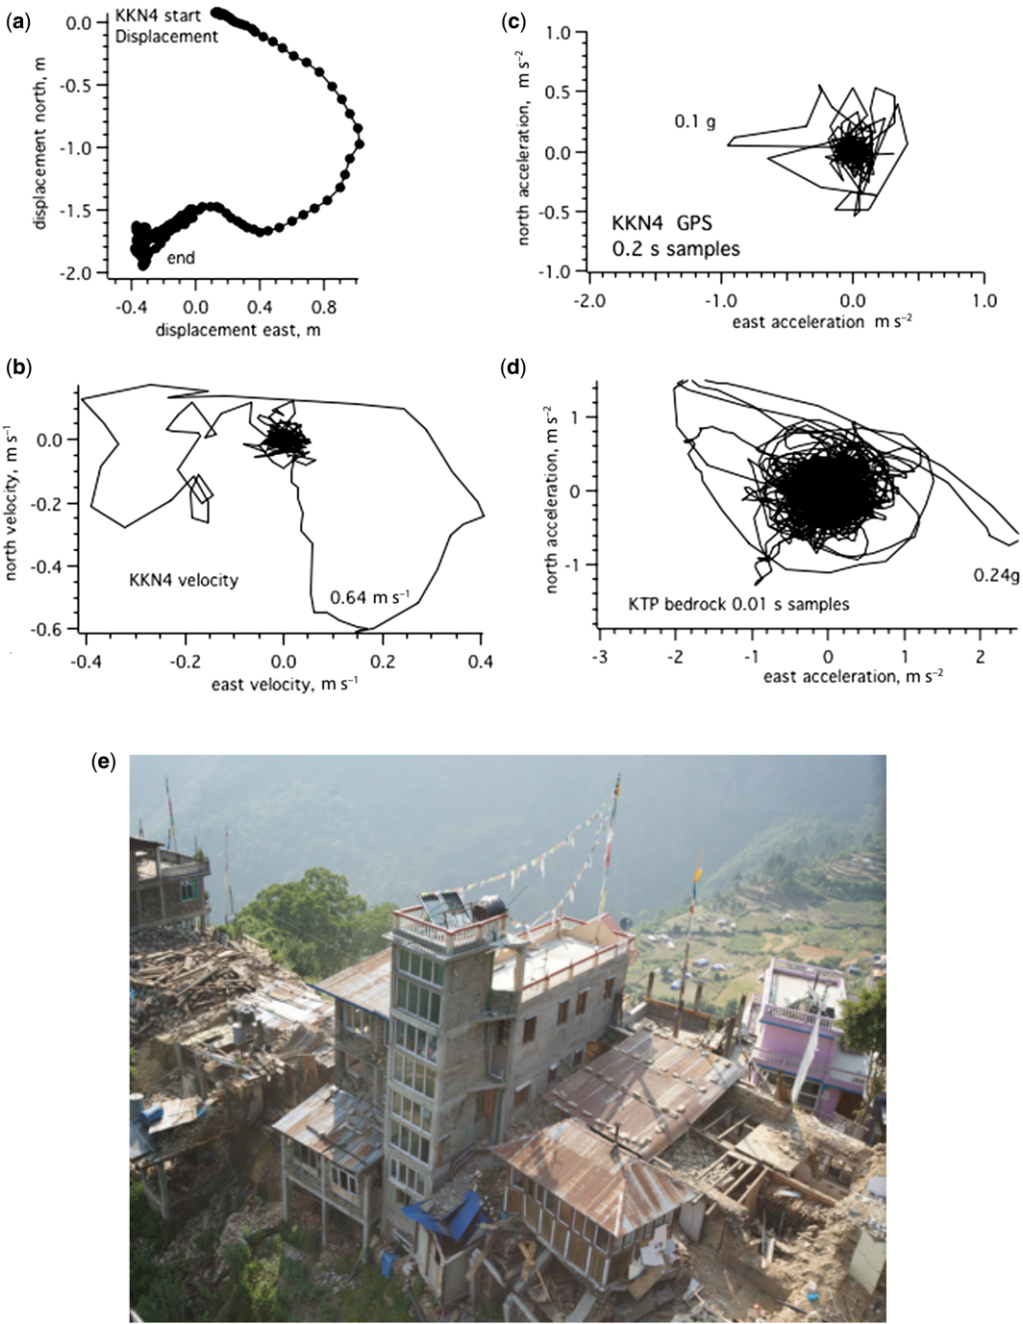 (a)
KKN4 start
Displacement
displacement north, m
0.0
-0.5
-1.0
-1.5
-2.0
end
-0.4
0.0
0.4
0.8
displacement east, m
(c)
north acceleration, m s⁻²
1.0
0.5
0.0
-0.5
-1.0
0.1 g
KKN4 GPS
0.2 s samples
-2.0
-1.0
0.0
1.0
east acceleration m s⁻²
(b)
north velocity, m s⁻¹
0.0
-0.2
-0.4
-0.6
KKN4 velocity
0.64 m s⁻¹
-0.4
-0.2
0.0
0.2
0.4
east velocity, m s⁻¹
(d)
north acceleration, m s⁻²
1
0
-1
0.24g
KTP bedrock 0.01 s samples
-3
-2
-1
0
1
2
east acceleration, m s⁻²
(e)